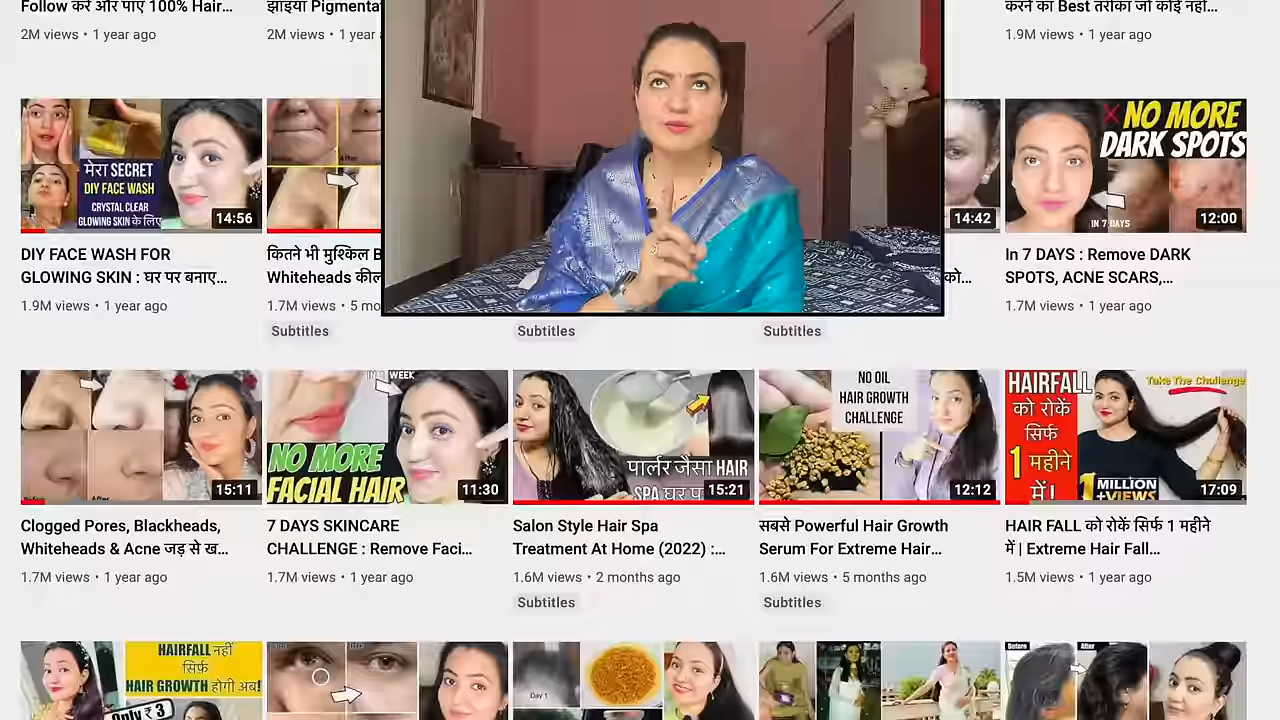 Follow करें और पाएं 100% Hair...
2M views • 1 year ago
झाइयां Pigmenta
2M views • 1 year
करने का Best तरीका जो कोई नहीं...
1.9M views • 1 year ago
मेरा SECRET
DIY FACE WASH
CRYSTAL CLEAR
GLOWING SKIN के लिए
14:56
After
14:42
NO MORE
DARK SPOTS
IN 7 DAYS
12:00
DIY FACE WASH FOR
GLOWING SKIN : घर पर बनाए...
1.9M views • 1 year ago
कितने भी मुश्किल B
Whiteheads कील
1.7M views • 5 mo
Subtitles
Subtitles
को...
Subtitles
In 7 DAYS : Remove DARK
SPOTS, ACNE SCARS,...
1.7M views • 1 year ago
Before
After
15:11
WEEK
NO MORE
FACIAL HAIR
11:30
पार्लर जैसा HAIR
SPA घर प
15:21
NO OIL
HAIR GROWTH
CHALLENGE
12:12
HAIRFALL
को रोकें
सिर्फ
1 महीने
में!
Take The Challenge
1 MILLION
+VIEWS
17:09
Clogged Pores, Blackheads,
Whiteheads & Acne जड़ से ख...
1.7M views • 1 year ago
7 DAYS SKINCARE
CHALLENGE : Remove Faci...
1.7M views • 1 year ago
Salon Style Hair Spa
Treatment At Home (2022) :...
1.6M views • 2 months ago
Subtitles
सबसे Powerful Hair Growth
Serum For Extreme Hair...
1.6M views • 5 months ago
Subtitles
HAIR FALL को रोकें सिर्फ 1 महीने
में | Extreme Hair Fall...
1.5M views • 1 year ago
HAIRFALL नहीं
सिर्फ
HAIR GROWTH होगी अब!
Only ₹ 3
Day 1
Before
After